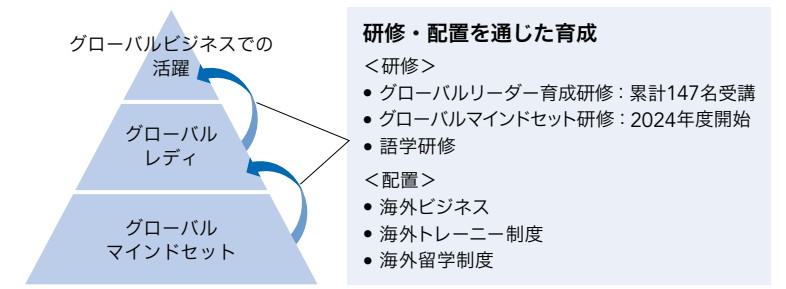 グローバルビジネスでの
活躍
グローバル
レディ
グローバル
マインドセット
研修・配置を通じた育成
＜研修＞
• グローバルリーダー育成研修：累計147名受講
• グローバルマインドセット研修：2024年度開始
• 語学研修
＜配置＞
• 海外ビジネス
• 海外トレーニー制度
• 海外留学制度